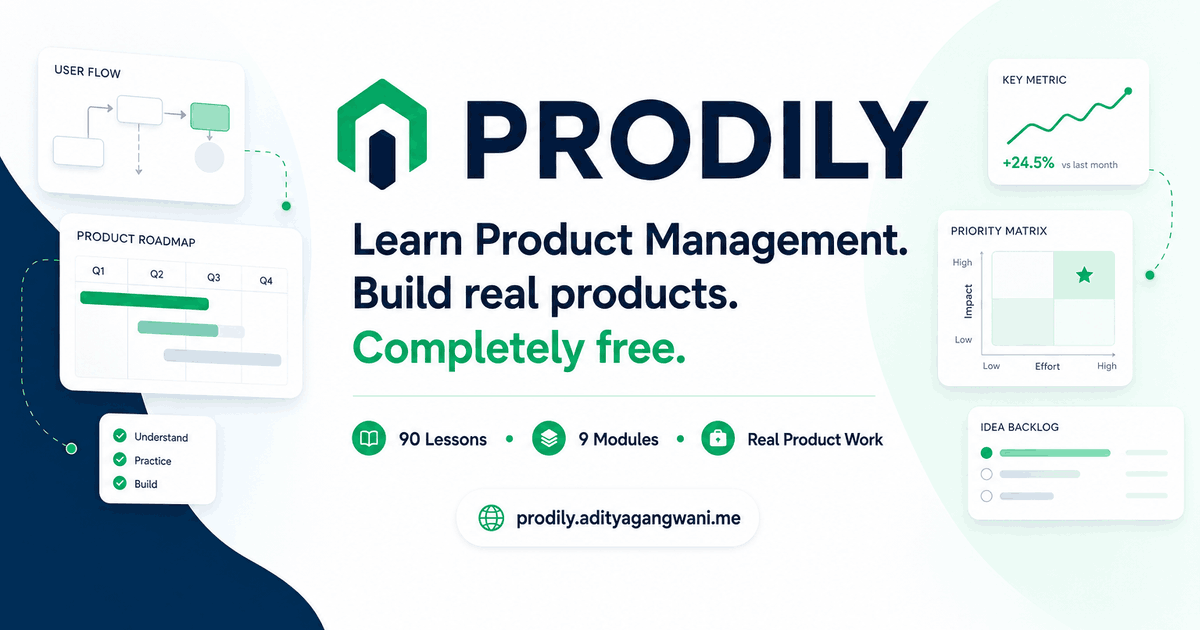 USER FLOW
PRODUCT ROADMAP
Q1 Q2 Q3 Q4
Understand
Practice
Build
PRODILY
Learn Product Management.
Build real products.
Completely free.
90 Lessons • 9 Modules • Real Product Work
prodily.adityagangwani.me
KEY METRIC
+24.5% vs last month
PRIORITY MATRIX
High
Impact
Low
Low Effort High
IDEA BACKLOG